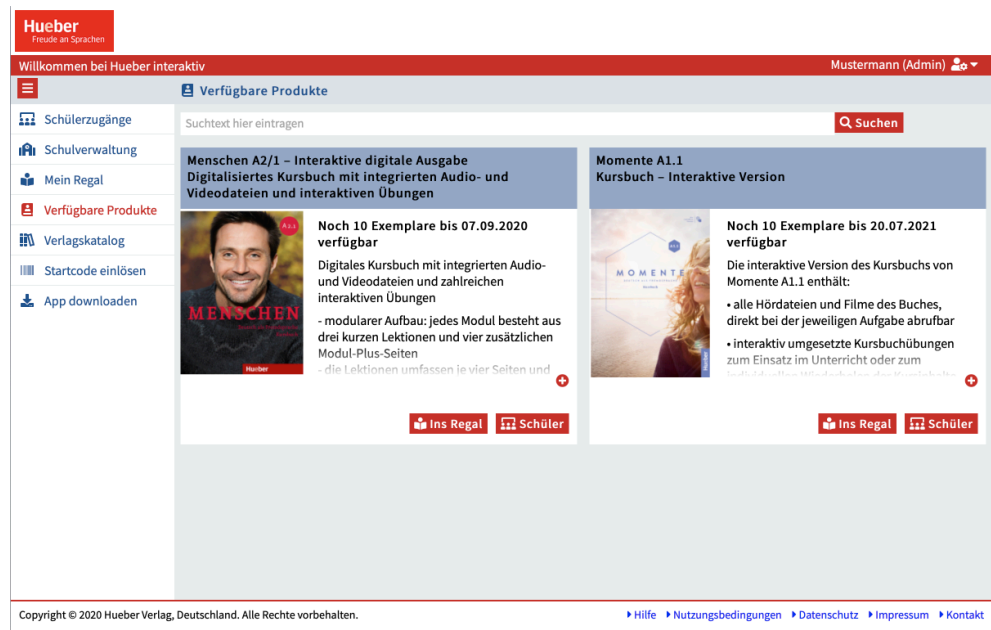 Hueber
Freude an Sprachen
Willkommen bei Hueber interaktiv
Mustermann (Admin)
Verfügbare Produkte
Schülerzugänge
Schulverwaltung
Mein Regal
Verfügbare Produkte
Verlagskatalog
Startcode einlösen
App downloaden
Suchtext hier eintragen
Suchen
Menschen A2/1 – Interaktive digitale Ausgabe
Digitalisiertes Kursbuch mit integrierten Audio- und
Videodateien und interaktiven Übungen
A 2.1
MENSCHEN
Hueber
Noch 10 Exemplare bis 07.09.2020
verfügbar
Digitales Kursbuch mit integrierten Audio-
und Videodateien und zahlreichen
interaktiven Übungen
- modularer Aufbau: jedes Modul besteht aus
drei kurzen Lektionen und vier zusätzlichen
Modul-Plus-Seiten
- die Lektionen umfassen je vier Seiten und
Ins Regal
Schüler
Momente A1.1
Kursbuch – Interaktive Version
MOMENTE
Hueber
Noch 10 Exemplare bis 20.07.2021
verfügbar
Die interaktive Version des Kursbuchs von
Momente A1.1 enthält:
• alle Hördateien und Filme des Buches,
direkt bei der jeweiligen Aufgabe abrufbar
• interaktiv umgesetzte Kursbuchübungen
zum Einsatz im Unterricht oder zum
individuellen Wiederholen der Kursinhalte
Ins Regal
Schüler
Copyright © 2020 Hueber Verlag, Deutschland. Alle Rechte vorbehalten.
Hilfe
Nutzungsbedingungen
Datenschutz
Impressum
Kontakt